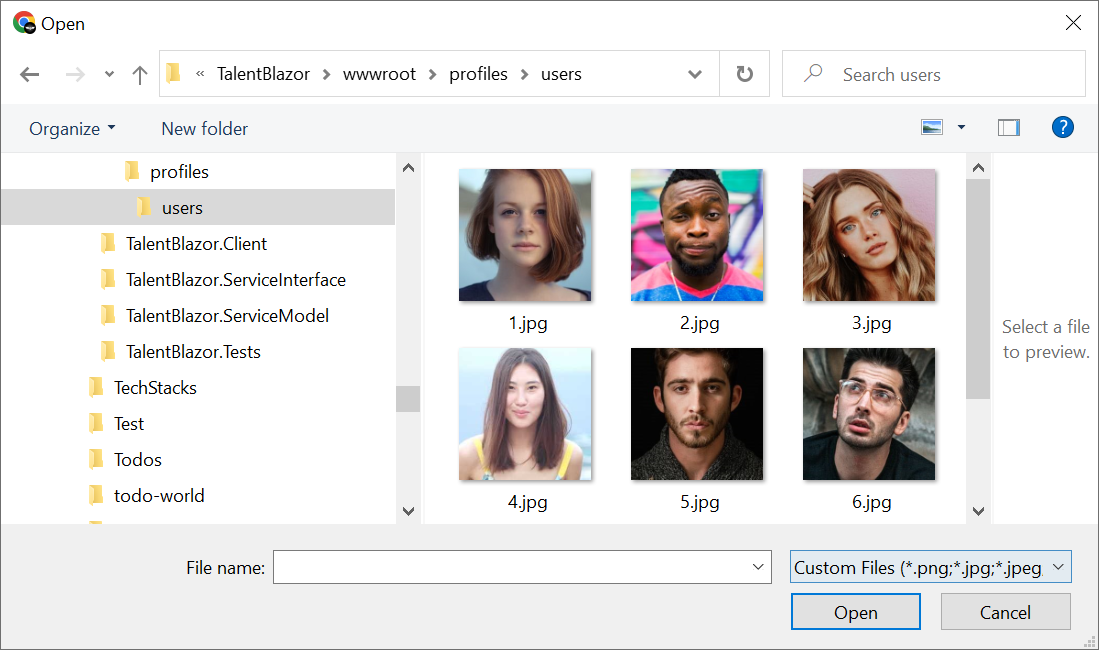 Open
« TalentBlazor > wwwroot > profiles > users
Search users
Organize
New folder
?
profiles
users
TalentBlazor.Client
TalentBlazor.ServiceInterface
TalentBlazor.ServiceModel
TalentBlazor.Tests
TechStacks
Test
Todos
todo-world
1.jpg
2.jpg
3.jpg
4.jpg
5.jpg
6.jpg
Select a file
to preview.
File name:
Custom Files (*.png;*.jpg;*.jpeg
Open
Cancel